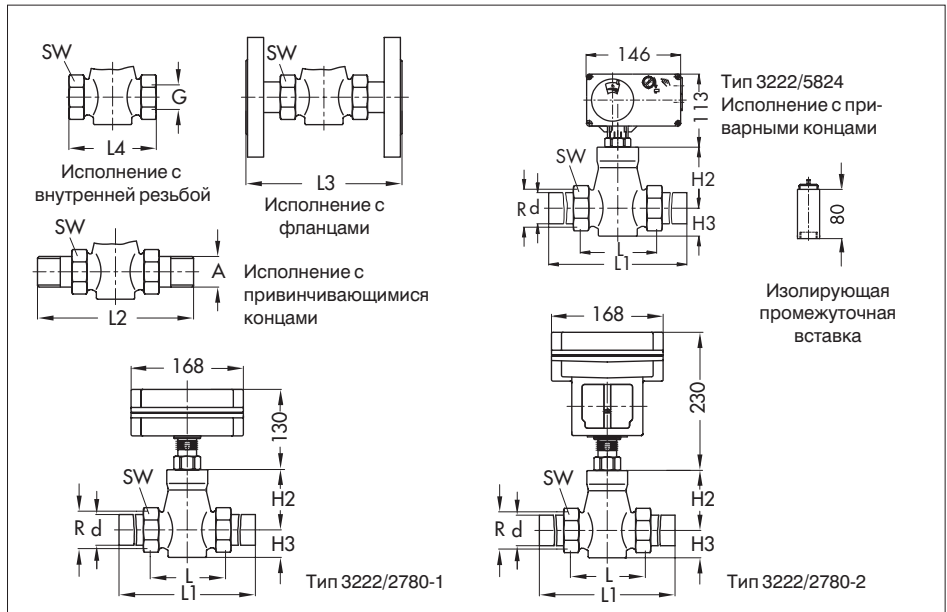 SW
G
L4
Исполнение с
внутренней резьбой
SW
L3
Исполнение с
фланцами
146
113
Тип 3222/5824
Исполнение с при-
варными концами
SW
H2
R d
H3
L
L1
80
Изолирующая
промежуточная
вставка
SW
A
L2
Исполнение с
привинчивающимися
концами
168
130
SW
H2
R d
H3
L
L1
Тип 3222/2780-1
168
230
SW
H2
R d
H3
L
L1
Тип 3222/2780-2